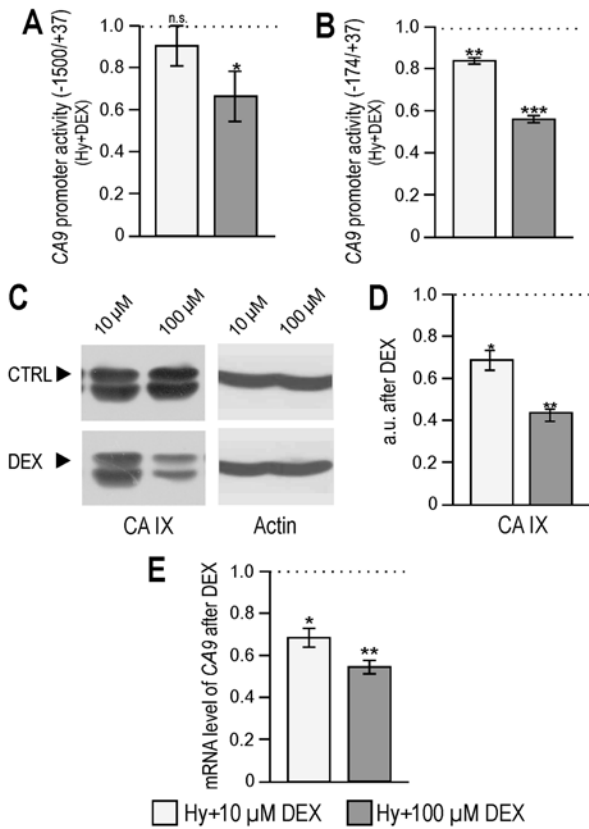 A
CA9 promoter activity (-1500/+37)
(Hy+DEX)
1.0
0.8
0.6
0.4
0.2
0
n.s.
*
B
CA9 promoter activity (-174/+37)
(Hy+DEX)
1.0
0.8
0.6
0.4
0.2
0
**
***
C
10 µM
100 µM
10 µM
100 µM
CTRL
DEX
CA IX
Actin
D
a.u. after DEX
1.0
0.8
0.6
0.4
0.2
0
*
**
CA IX
E
mRNA level of CA9 after DEX
1.0
0.8
0.6
0.4
0.2
0
*
**
Hy+10 µM DEX
Hy+100 µM DEX